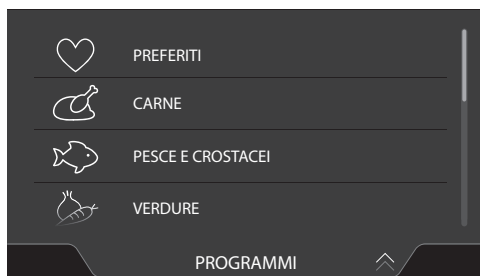 PREFERITI
CARNE
PESCE E CROSTACEI
VERDURE
PROGRAMMI